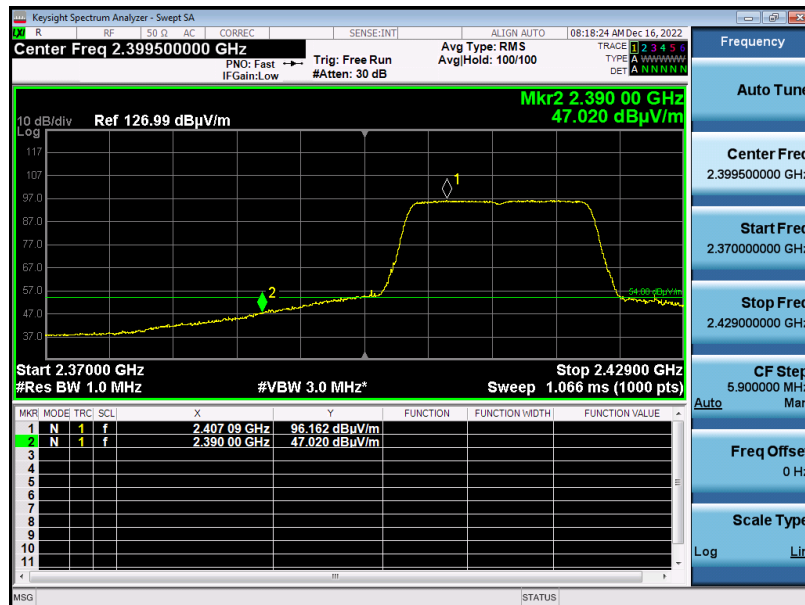 Keysight Spectrum Analyzer - Swept SA
LXI R RF 50 Ω AC CORREC SENSE:INT ALIGN AUTO 08:18:24 AM Dec 16, 2022
Center Freq 2.399500000 GHz
PNO: Fast
IFGain:Low
Trig: Free Run
#Atten: 30 dB
Avg Type: RMS
Avg|Hold: 100/100
TRACE 1 2 3 4 5 6
TYPE A WWWWW
DET A N N N N N
Mkr2 2.390 00 GHz
47.020 dBµV/m
10 dB/div Ref 126.99 dBµV/m
Log
117
107
97.0
87.0
77.0
67.0
57.0
47.0
37.0
1
2
54.00 dBµV/m
Start 2.37000 GHz Stop 2.42900 GHz
#Res BW 1.0 MHz #VBW 3.0 MHz* Sweep 1.066 ms (1000 pts)
MKR MODE TRC SCL X Y FUNCTION FUNCTION WIDTH FUNCTION VALUE
1 N 1 f 2.407 09 GHz 96.162 dBµV/m
2 N 1 f 2.390 00 GHz 47.020 dBµV/m
3
4
5
6
7
8
9
10
11
MSG STATUS
Frequency
Auto Tune
Center Freq
2.399500000 GHz
Start Freq
2.370000000 GHz
Stop Freq
2.429000000 GHz
CF Step
5.900000 MHz
Auto Man
Freq Offset
0 Hz
Scale Type
Log Lin